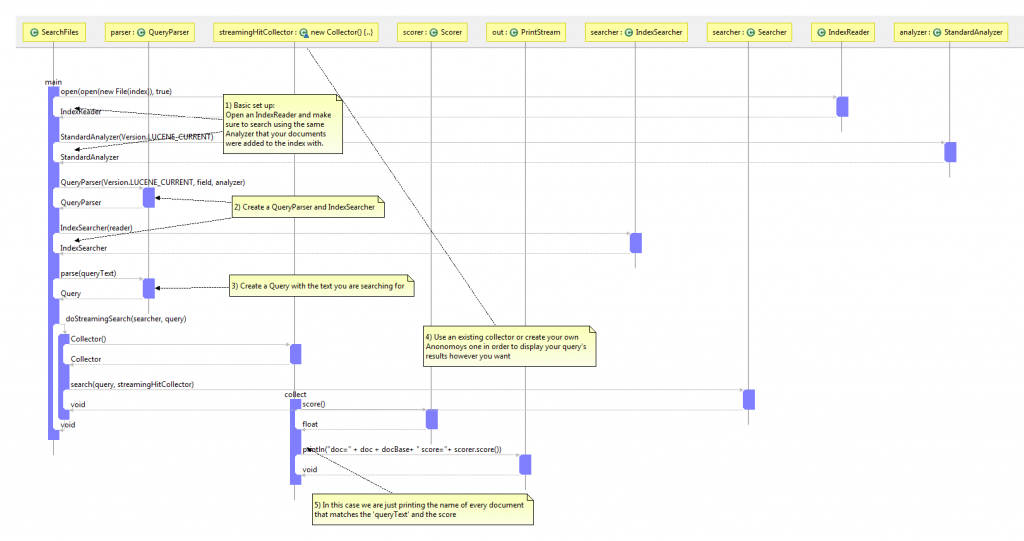 SearchFiles
parser : QueryParser
streamingHitCollector : new Collector() {..}
scorer : Scorer
out : PrintStream
searcher : IndexSearcher
searcher : Searcher
IndexReader
analyzer : StandardAnalyzer
main
open(open(new File(index)), true)
IndexReader
1) Basic set up:
Open an IndexReader and make
sure to search using the same
Analyzer that your documents
were added to the index with.
StandardAnalyzer(Version.LUCENE_CURRENT)
StandardAnalyzer
QueryParser(Version.LUCENE_CURRENT, field, analyzer)
QueryParser
2) Create a QueryParser and IndexSearcher
IndexSearcher(reader)
IndexSearcher
parse(queryText)
Query
3) Create a Query with the text you are searching for
doStreamingSearch(searcher, query)
Collector()
Collector
4) Use an existing collector or create your own
Anonomoys one in order to display your query's
results however you want
search(query, streamingHitCollector)
void
void
collect
score()
float
println("doc=" + doc + docBase+ " score="+ scorer.score())
void
5) In this case we are just printing the name of every document
that matches the 'queryText' and the score